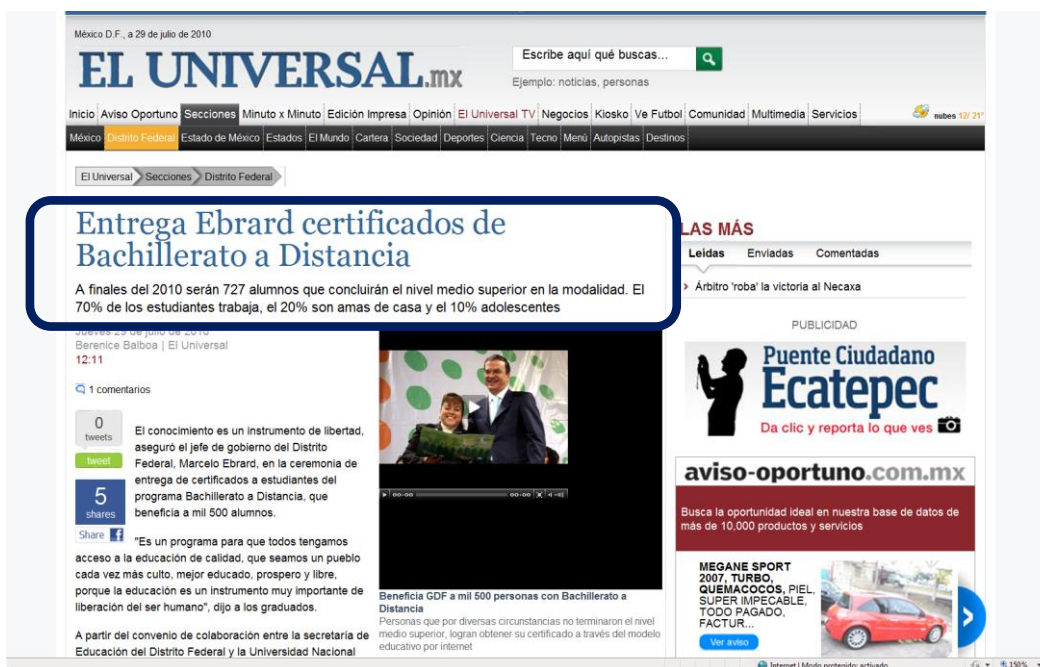 México D.F., a 29 de julio de 2010
EL UNIVERSAL.mx
Escribe aquí qué buscas...
Ejemplo: noticias, personas
Inicio Aviso Oportuno Secciones Minuto x Minuto Edición Impresa Opinión El Universal TV Negocios Kiosko Ve Futbol Comunidad Multimedia Servicios
nubes 12/ 21°
México Distrito Federal Estado de México Estados El Mundo Cartera Sociedad Deportes Ciencia Tecno Menú Autopistas Destinos
El Universal Secciones Distrito Federal
Entrega Ebrard certificados de
Bachillerato a Distancia
A finales del 2010 serán 727 alumnos que concluirán el nivel medio superior en la modalidad. El
70% de los estudiantes trabaja, el 20% son amas de casa y el 10% adolescentes
Jueves 29 de julio de 2010
Berenice Balboa | El Universal
12:11
1 comentarios
0
tweets
tweet
5
shares
Share
El conocimiento es un instrumento de libertad,
aseguró el jefe de gobierno del Distrito
Federal, Marcelo Ebrard, en la ceremonia de
entrega de certificados a estudiantes del
programa Bachillerato a Distancia, que
beneficia a mil 500 alumnos.
"Es un programa para que todos tengamos
acceso a la educación de calidad, que seamos un pueblo
cada vez más culto, mejor educado, prospero y libre,
porque la educación es un instrumento muy importante de
liberación del ser humano", dijo a los graduados.
A partir del convenio de colaboración entre la secretaría de
Educación del Distrito Federal y la Universidad Nacional
00:00 00:00
Beneficia GDF a mil 500 personas con Bachillerato a
Distancia
Personas que por diversas circunstancias no terminaron el nivel
medio superior, logran obtener su certificado a través del modelo
educativo por internet
LAS MÁS
Leidas Enviadas Comentadas
Árbitro 'roba' la victoria al Necaxa
PUBLICIDAD
Puente Ciudadano
Ecatepec
Da clic y reporta lo que ves
aviso-oportuno.com.mx
Busca la oportunidad ideal en nuestra base de datos de
más de 10,000 productos y servicios
MEGANE SPORT
2007, TURBO,
QUEMACOCOS, PIEL,
SUPER IMPECABLE,
TODO PAGADO,
FACTUR...
Ver aviso
Internet | Modo protegido: activado
150%